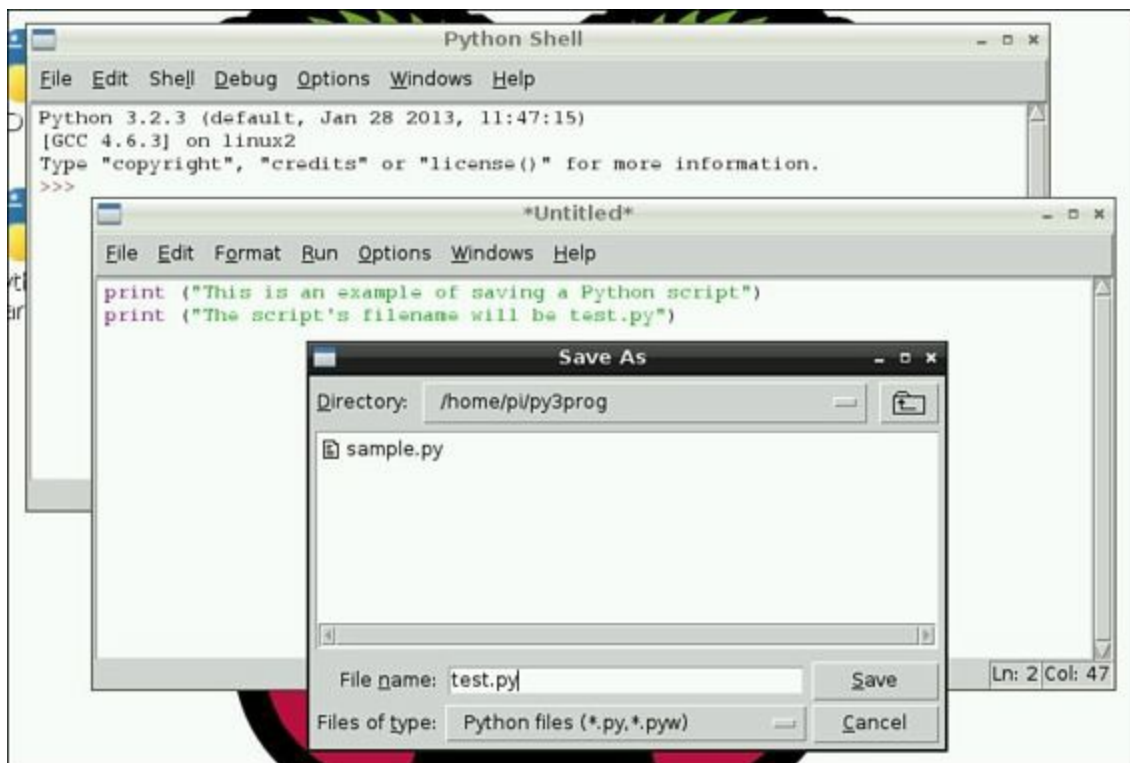 Python Shell
File Edit Shell Debug Options Windows Help
Python 3.2.3 (default, Jan 28 2013, 11:47:15)
[GCC 4.6.3] on linux2
Type "copyright", "credits" or "license()" for more information.
>>>
*Untitled*
File Edit Format Run Options Windows Help
print ("This is an example of saving a Python script")
print ("The script's filename will be test.py")
Save As
Directory: /home/pi/py3prog
sample.py
File name: test.py Save
Files of type: Python files (*.py,*.pyw) Cancel
Ln: 2 Col: 47